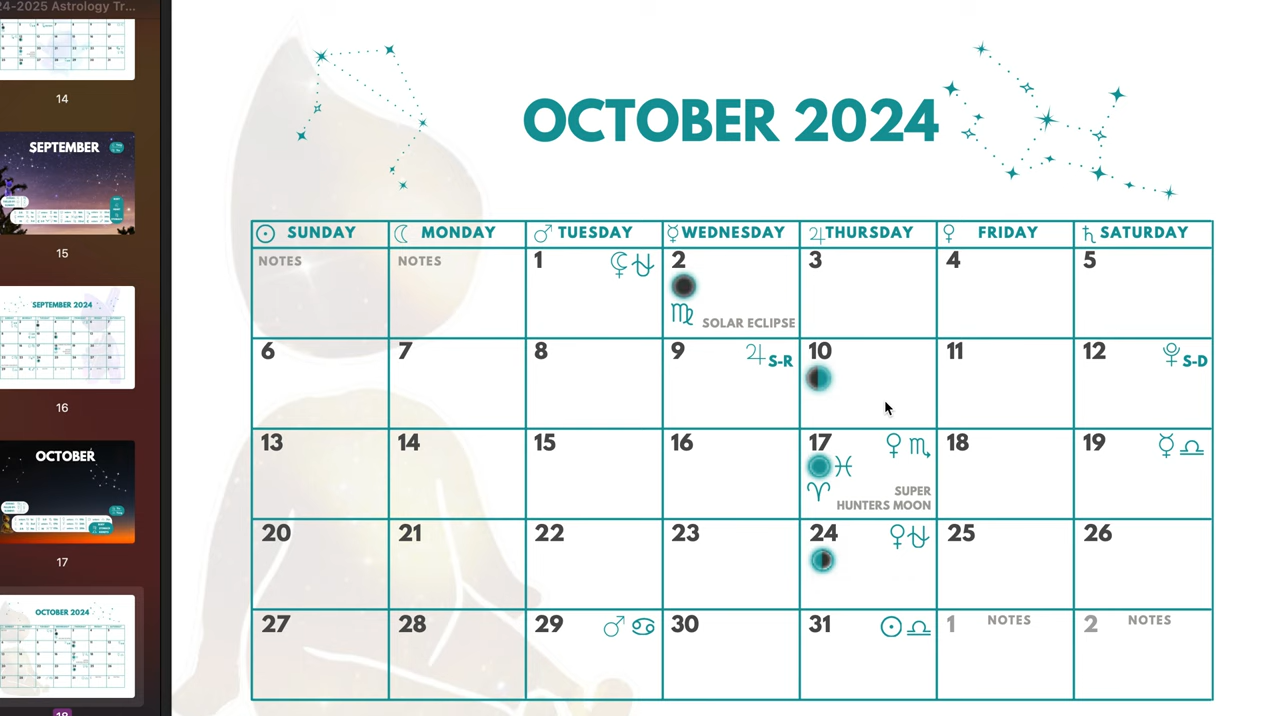 24-2025 Astrology Tr...
14
SEPTEMBER
15
SEPTEMBER 2024
16
OCTOBER
17
OCTOBER 2024
OCTOBER 2024
☉ SUNDAY ☾ MONDAY ♂ TUESDAY ☿ WEDNESDAY ♃ THURSDAY ♀ FRIDAY ♄ SATURDAY
NOTES NOTES 1 ⚸ ⛎ 2 3 4 5
♍ SOLAR ECLIPSE
6 7 8 9 ♃ S-R 10 11 12 ♇ S-D
13 14 15 16 17 ♀ ♏ 18 19 ☿ ♎
♓
♈ SUPER
HUNTERS MOON
20 21 22 23 24 ♀ ⛎ 25 26
27 28 29 ♂ ♋ 30 31 ☉ ♎ 1 NOTES 2 NOTES